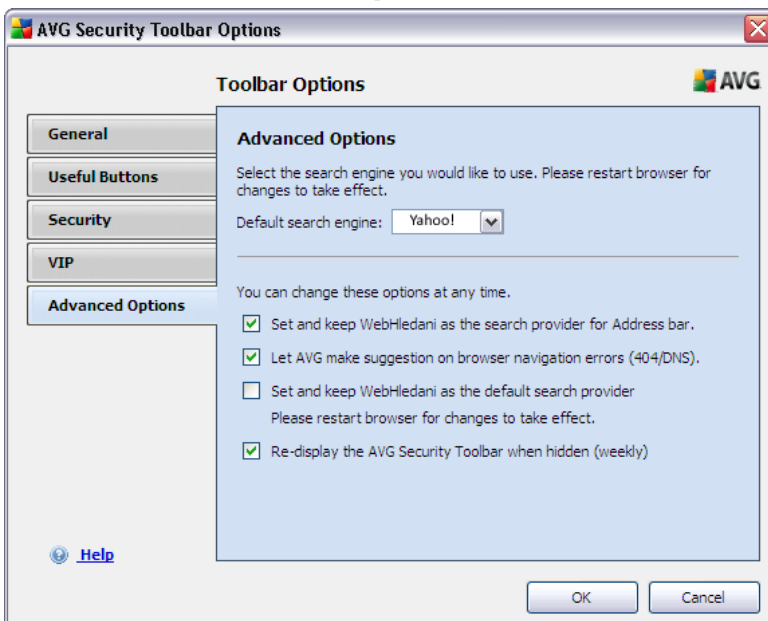 AVG Security Toolbar Options
Toolbar Options
AVG
General
Useful Buttons
Security
VIP
Advanced Options
Advanced Options
Select the search engine you would like to use. Please restart browser for
changes to take effect.
Default search engine: Yahoo!
You can change these options at any time.
Set and keep WebHledani as the search provider for Address bar.
Let AVG make suggestion on browser navigation errors (404/DNS).
Set and keep WebHledani as the default search provider
Please restart browser for changes to take effect.
Re-display the AVG Security Toolbar when hidden (weekly)
Help
OK
Cancel